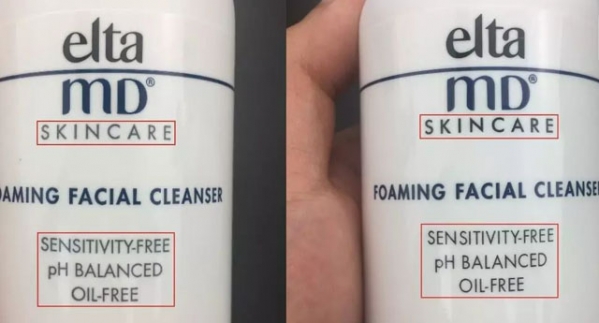 elta
MD®
SKINCARE
OAMING FACIAL CLEANSER
SENSITIVITY-FREE
pH BALANCED
OIL-FREE
elta
MD®
SKINCARE
FOAMING FACIAL CLEANSE
SENSITIVITY-FREE
pH BALANCED
OIL-FREE